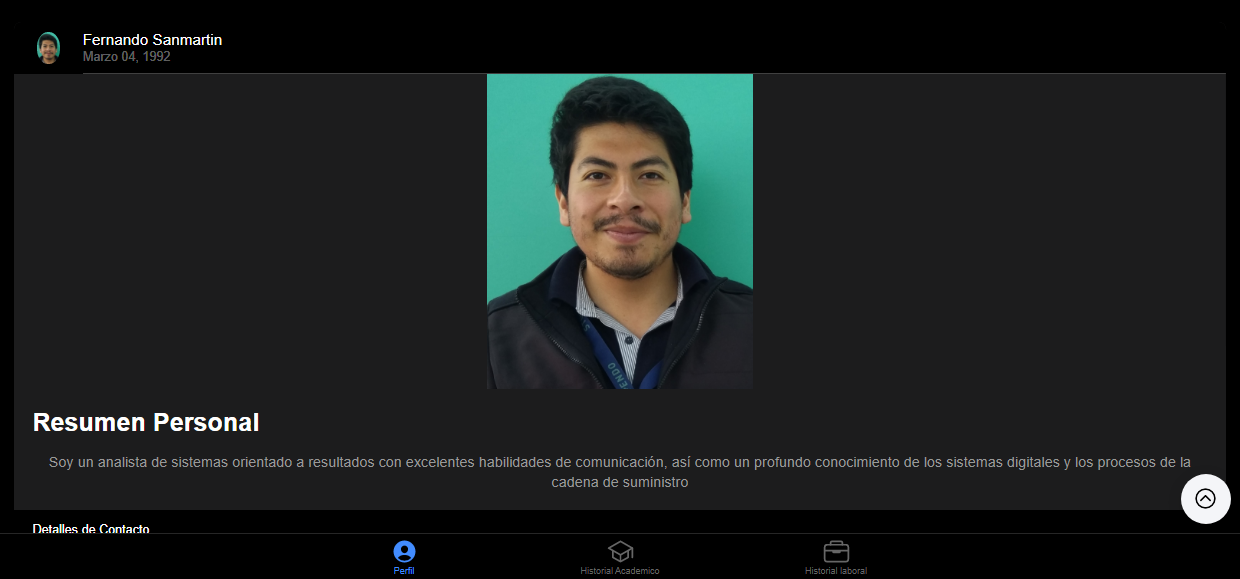 Fernando Sanmartin
Marzo 04, 1992
ENDO
Resumen Personal
Soy un analista de sistemas orientado a resultados con excelentes habilidades de comunicación, así como un profundo conocimiento de los sistemas digitales y los procesos de la
cadena de suministro
Detalles de Contacto
Perfil
Historial Academico
Historial laboral